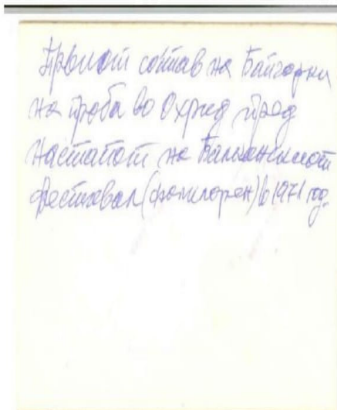 Првиот состав на Бајгорки
на проба во Охрид пред
настапот на Балканскиот
фестивал (фолклорен) в 1971 год.